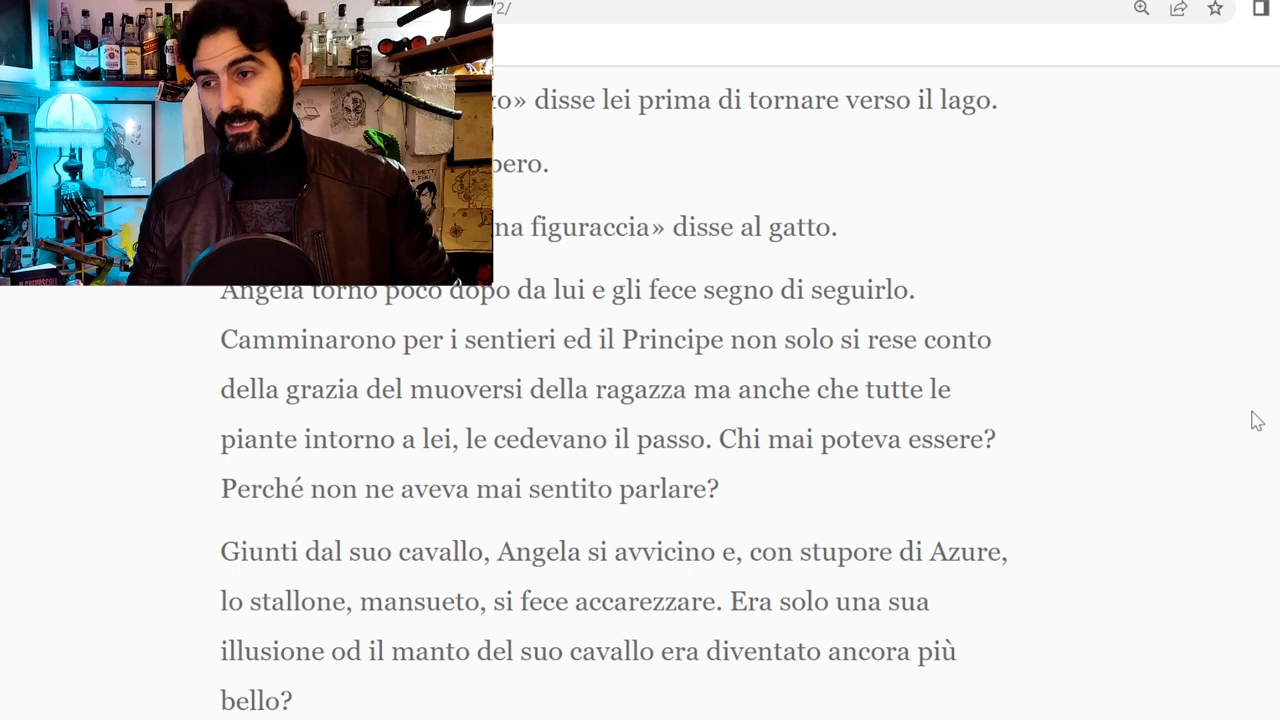 /2/
to» disse lei prima di tornare verso il lago.
pero.
na figuraccia» disse al gatto.
Angela tornò poco dopo da lui e gli fece segno di seguirlo.
Camminarono per i sentieri ed il Principe non solo si rese conto
della grazia del muoversi della ragazza ma anche che tutte le
piante intorno a lei, le cedevano il passo. Chi mai poteva essere?
Perché non ne aveva mai sentito parlare?
Giunti dal suo cavallo, Angela si avvicino e, con stupore di Azure,
lo stallone, mansueto, si fece accarezzare. Era solo una sua
illusione od il manto del suo cavallo era diventato ancora più
bello?
FUMETTI